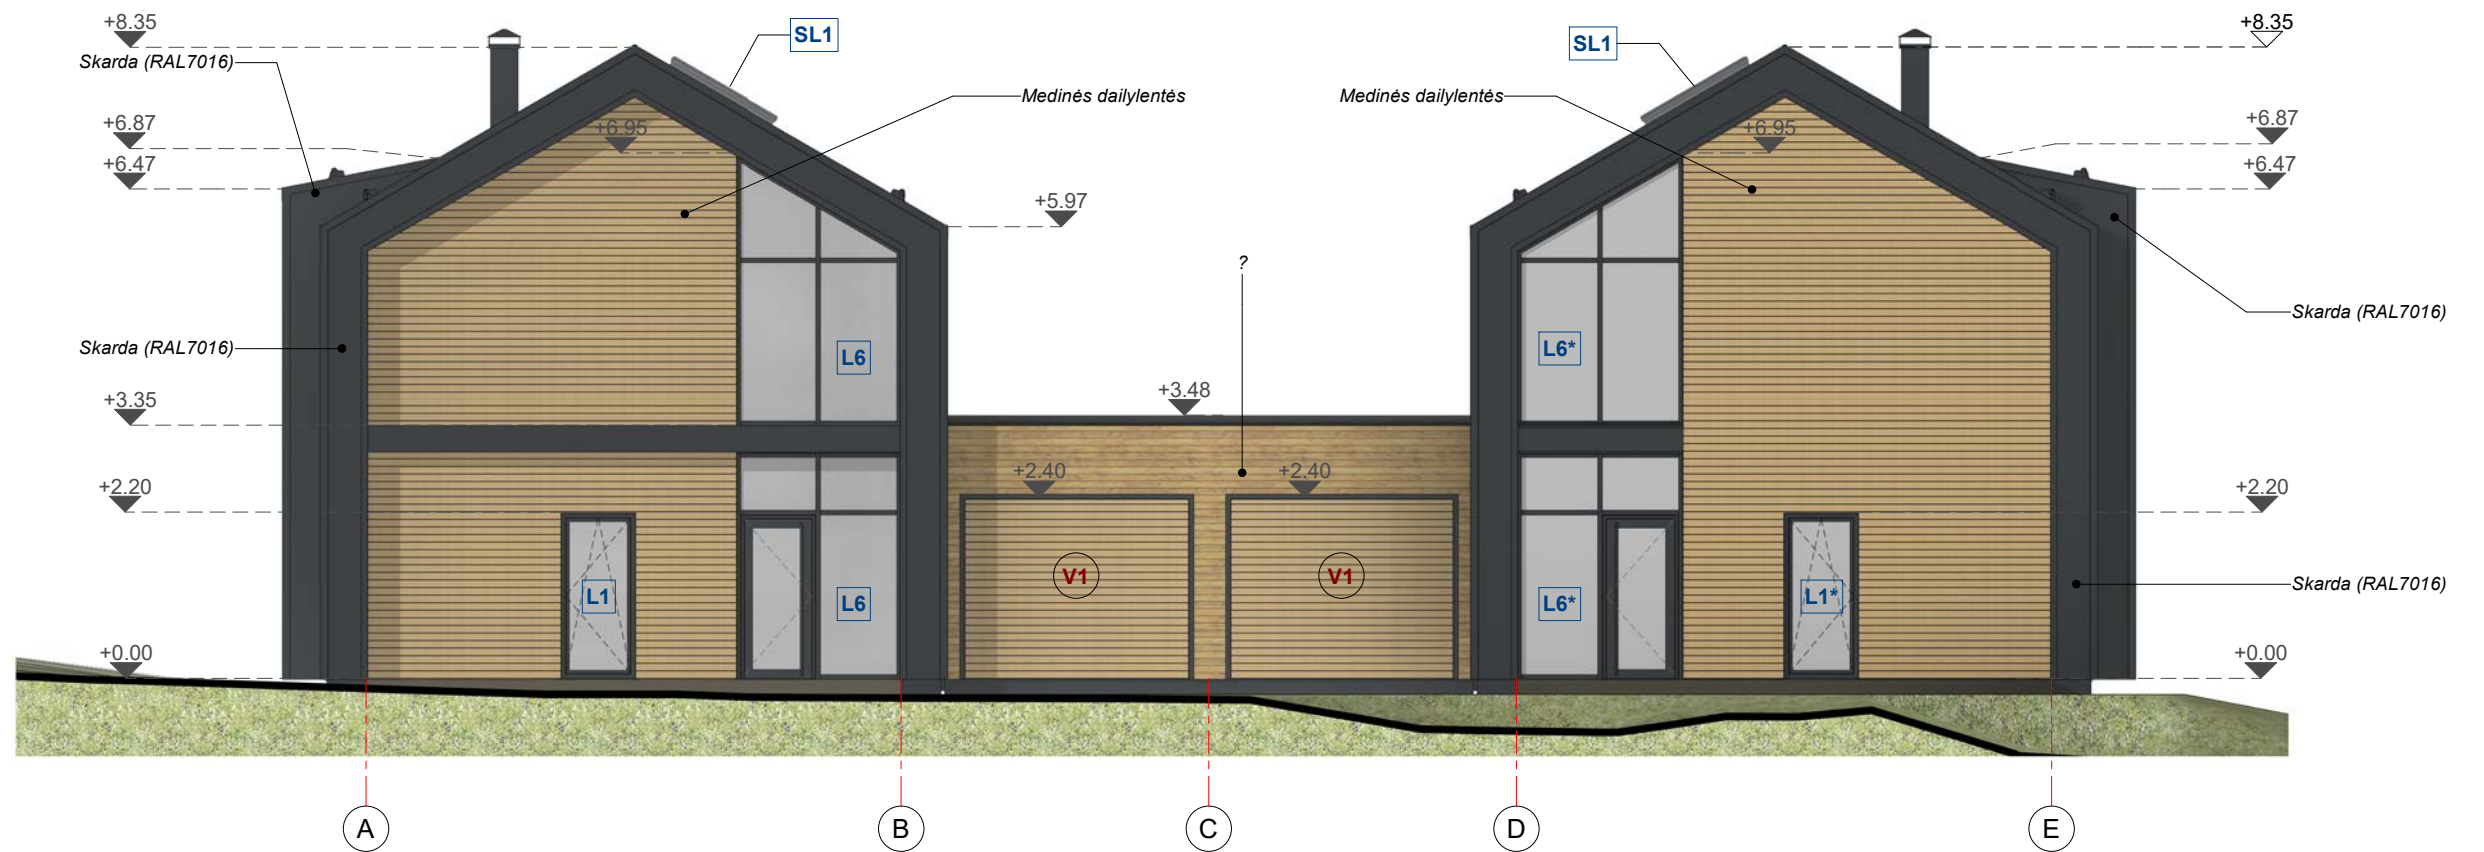 +8.35
SL1
SL1
+8.35
Skarda (RAL7016)
Medinės dailylentės
Medinės dailylentės
+6.87
+6.95
+6.95
+6.87
+6.47
+6.47
+5.97
?
Skarda (RAL7016)
Skarda (RAL7016)
L6
L6*
+3.35
+3.48
+2.20
+2.40
+2.40
+2.20
V1
V1
L1
L6
L6*
L1*
Skarda (RAL7016)
+0.00
+0.00
A
B
C
D
E